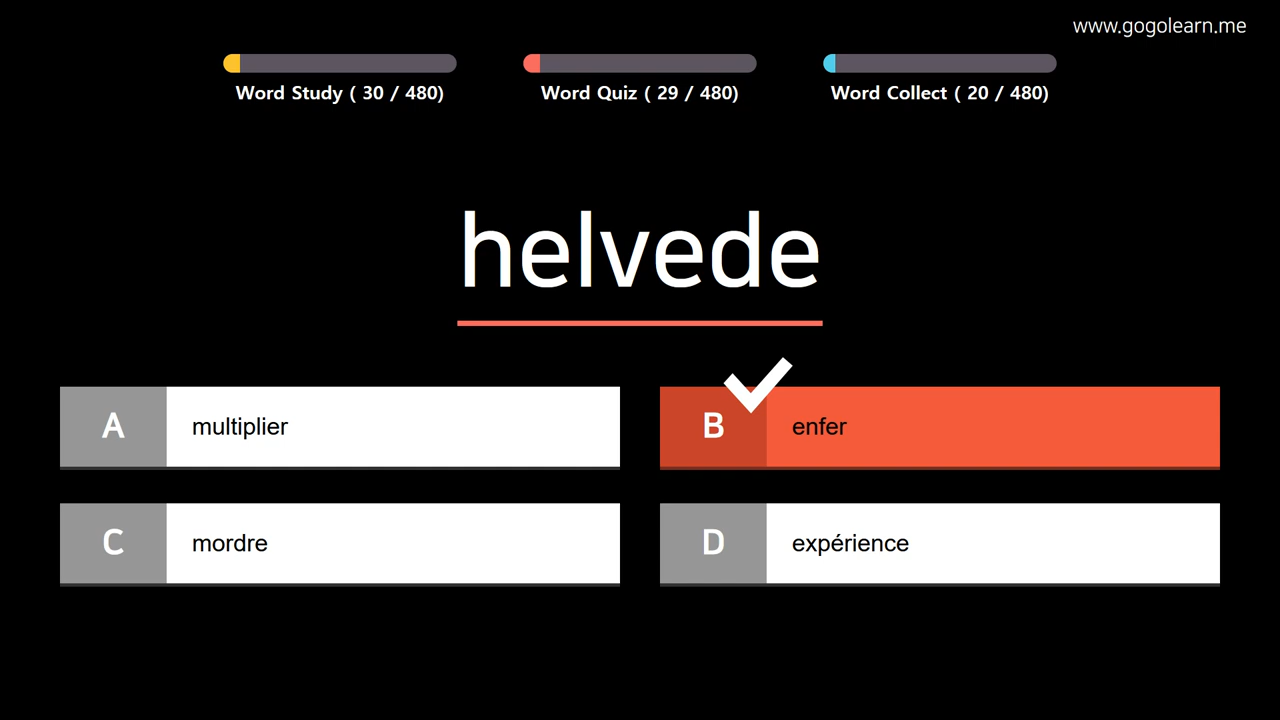 www.gogolearn.me
Word Study ( 30 / 480)
Word Quiz ( 29 / 480)
Word Collect ( 20 / 480)
helvede
A multiplier
B enfer
C mordre
D expérience